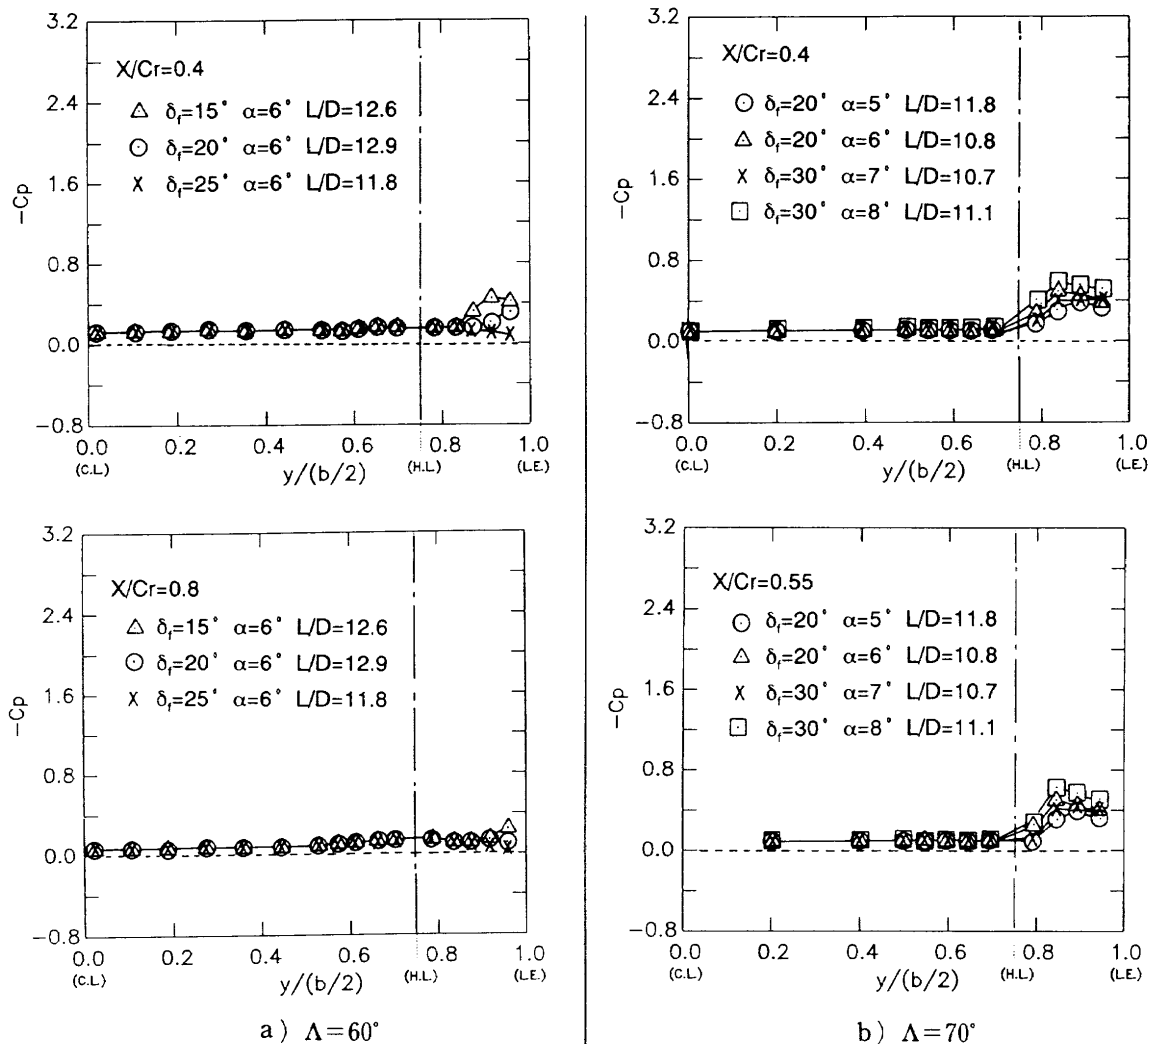 3.2
X/Cr=0.4
△ δf=15° α=6° L/D=12.6
2.4
○ δf=20° α=6° L/D=12.9
X δf=25° α=6° L/D=11.8
1.6
−Cp
0.8
0.0
−0.8
0.0 0.2 0.4 0.6 0.8 1.0
(C.L.) y/(b/2) (H.L.) (L.E.)
3.2
X/Cr=0.4
2.4
○ δf=20° α=5° L/D=11.8
△ δf=20° α=6° L/D=10.8
X δf=30° α=7° L/D=10.7
1.6
□ δf=30° α=8° L/D=11.1
−Cp
0.8
0.0
−0.8
0.0 0.2 0.4 0.6 0.8 1.0
(C.L.) y/(b/2) (H.L.) (L.E.)
3.2
X/Cr=0.8
2.4
△ δf=15° α=6° L/D=12.6
○ δf=20° α=6° L/D=12.9
X δf=25° α=6° L/D=11.8
1.6
−Cp
0.8
0.0
−0.8
0.0 0.2 0.4 0.6 0.8 1.0
(C.L.) y/(b/2) (H.L.) (L.E.)
a) Λ=60°
3.2
X/Cr=0.55
2.4
○ δf=20° α=5° L/D=11.8
△ δf=20° α=6° L/D=10.8
X δf=30° α=7° L/D=10.7
1.6
□ δf=30° α=8° L/D=11.1
−Cp
0.8
0.0
−0.8
0.0 0.2 0.4 0.6 0.8 1.0
(C.L.) y/(b/2) (H.L.) (L.E.)
b) Λ=70°